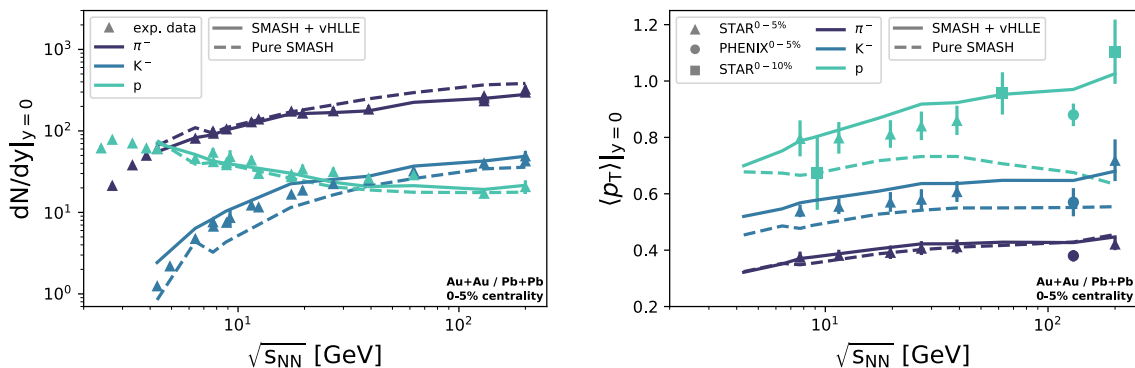 10³
10²
10¹
10⁰
dN/dy|y = 0
exp. data
π⁻
K⁻
p
SMASH + vHLLE
Pure SMASH
Au+Au / Pb+Pb
0-5% centrality
10¹
10²
√sNN [GeV]
1.2
1.0
0.8
0.6
0.4
0.2
⟨pT⟩|y = 0
STAR⁰⁻⁵%
PHENIX⁰⁻⁵%
STAR⁰⁻¹⁰%
π⁻
K⁻
p
SMASH + vHLLE
Pure SMASH
Au+Au / Pb+Pb
0-5% centrality
10¹
10²
√sNN [GeV]